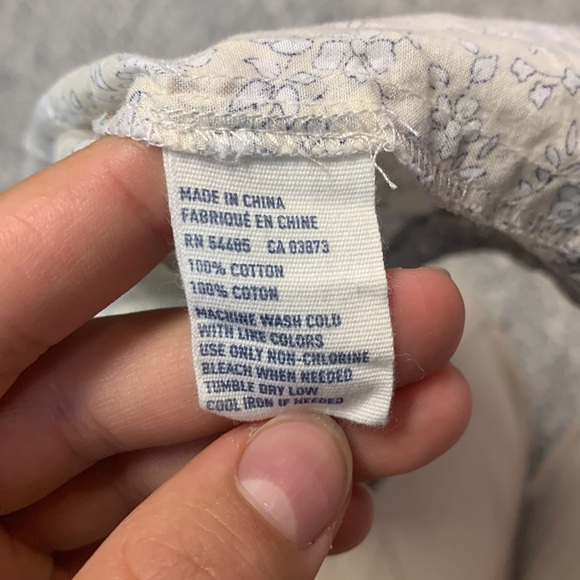 MADE IN CHINA
FABRIQUÉ EN CHINE
RN 54485 CA 03873
100% COTTON
100% COTON
MACHINE WASH COLD
WITH LIKE COLORS
USE ONLY NON-CHLORINE
BLEACH WHEN NEEDED
TUMBLE DRY LOW
COOL IRON IF NEEDED